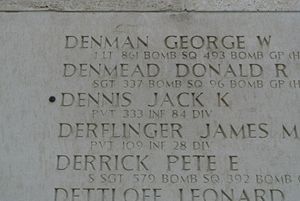 DENMAN GEORGE W
1 LT 861 BOMB SQ 493 BOMB GP (H
DENMEAD DONALD R
SGT 337 BOMB SQ 96 BOMB GP (H
DENNIS JACK K
PVT 333 INF 84 DIV
DERFLINGER JAMES M
PVT 109 INF 28 DIV
DERRICK PETE E
S SGT 579 BOMB SQ 392 BOMB G
DETTLOFF LEONARD